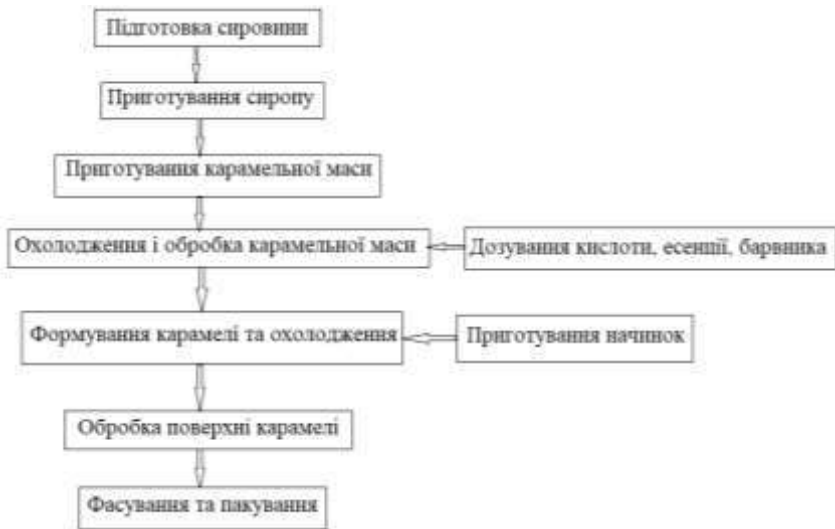 Підготовка сировини
Приготування сиропу
Приготування карамельної маси
Охолодження і обробка карамельної маси
Дозування кислоти, есенції, барвника
Формування карамелі та охолодження
Приготування начинок
Обробка поверхні карамелі
Фасування та пакування